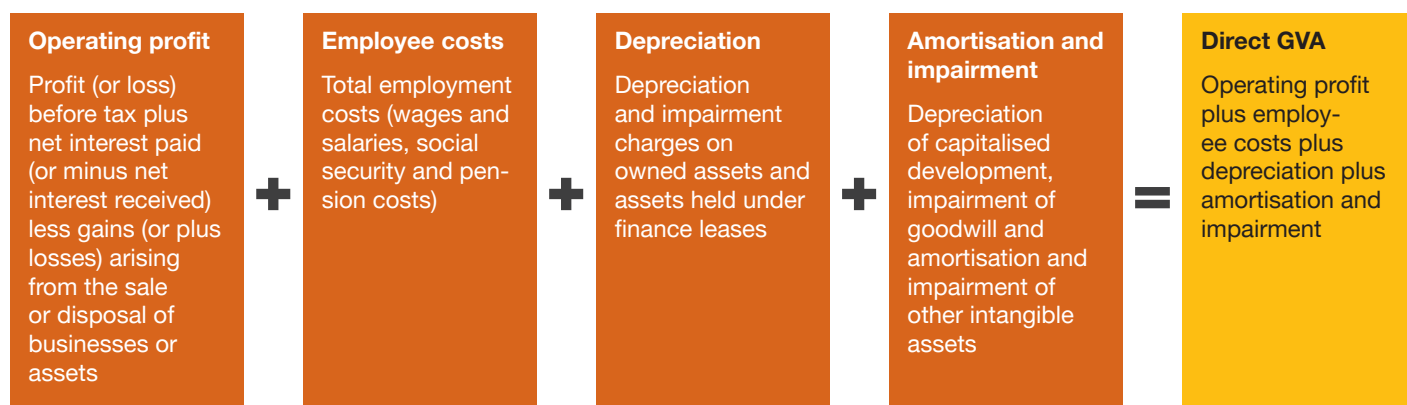 Operating profit
Profit (or loss)
before tax plus
net interest paid
(or minus net
interest received)
less gains (or plus
losses) arising
from the sale
or disposal of
businesses or
assets
+
Employee costs
Total employment
costs (wages and
salaries, social
security and pen-
sion costs)
+
Depreciation
Depreciation
and impairment
charges on
owned assets and
assets held under
finance leases
+
Amortisation and
impairment
Depreciation
of capitalised
development,
impairment of
goodwill and
amortisation and
impairment of
other intangible
assets
=
Direct GVA
Operating profit
plus employ-
ee costs plus
depreciation plus
amortisation and
impairment